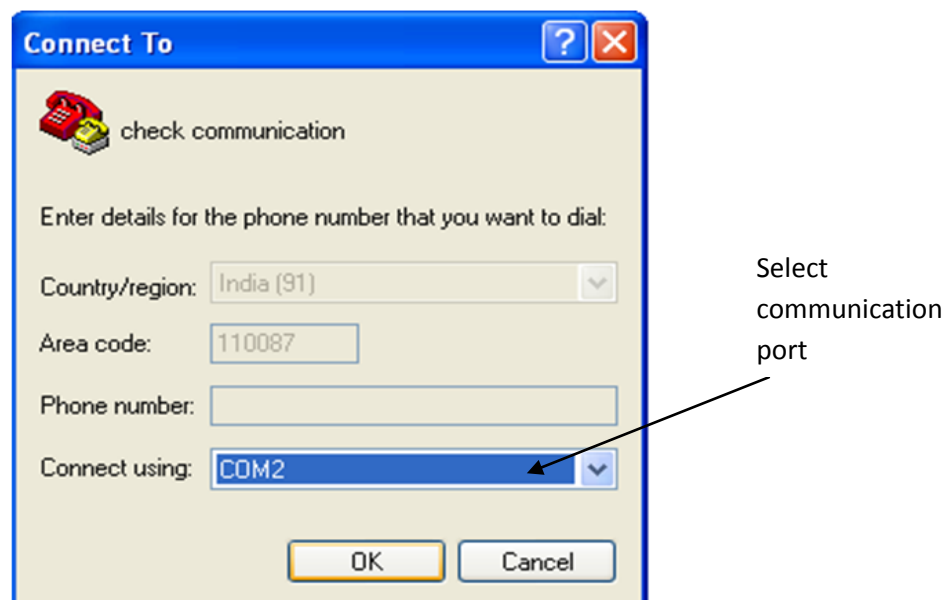 Connect To
check communication
Enter details for the phone number that you want to dial:
Country/region: India (91)
Area code: 110087
Phone number:
Connect using: COM2
OK Cancel
Select
communication
port